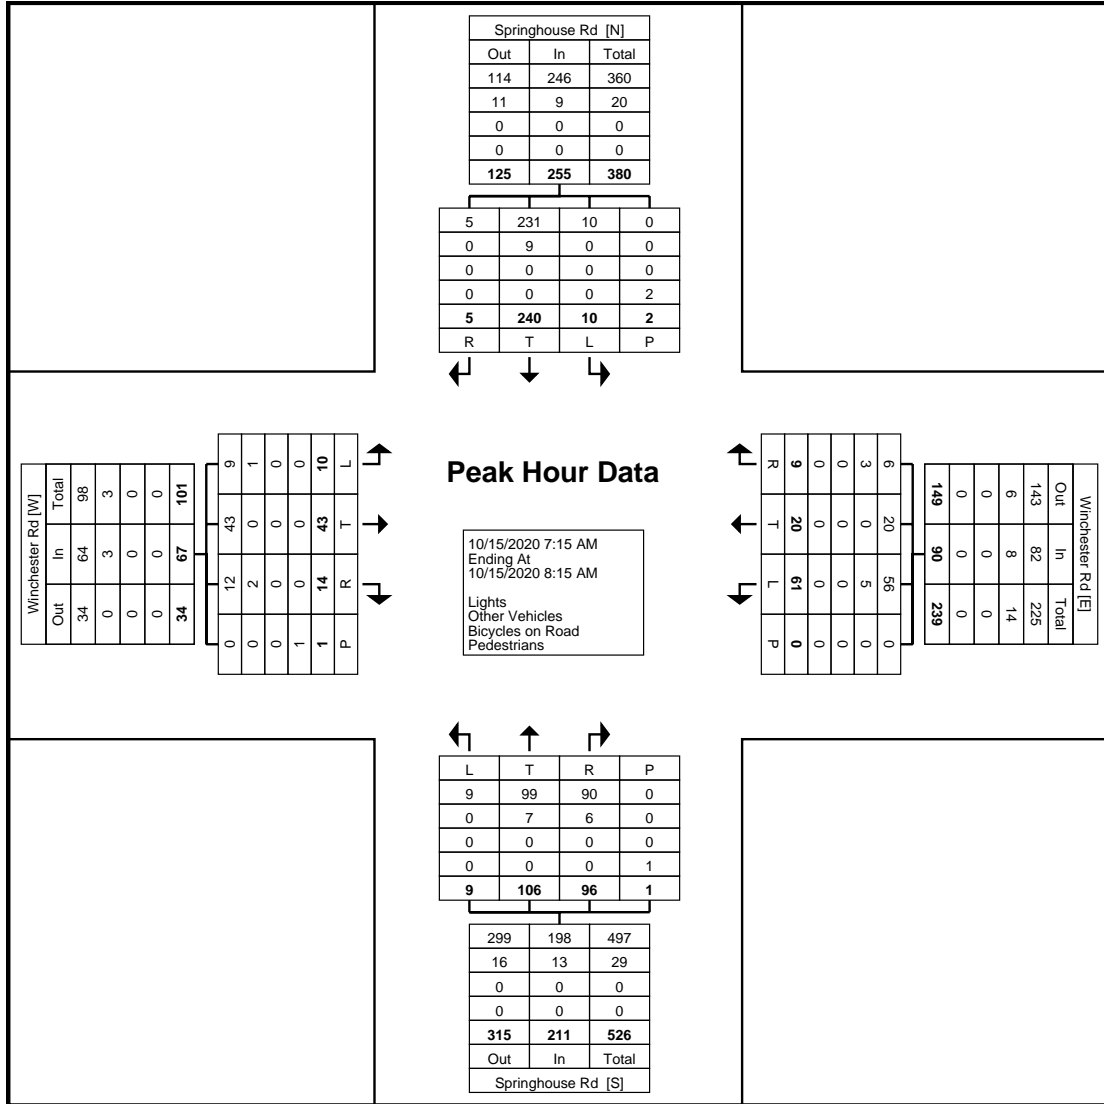 Springhouse Rd [N]
Out In Total
114 246 360
11 9 20
0 0 0
0 0 0
125 255 380
5 231 10 0
0 9 0 0
0 0 0 0
0 0 0 2
5 240 10 2
R T L P
Winchester Rd [W]
Total 98 3 0 0 101
In 64 3 0 0 67
Out 34 0 0 0 34
9 1 0 0 10 L
43 0 0 0 43 T
12 2 0 0 14 R
0 0 0 1 1 P
Peak Hour Data
10/15/2020 7:15 AM
Ending At
10/15/2020 8:15 AM
Lights
Other Vehicles
Bicycles on Road
Pedestrians
R 9 0 0 3 6
T 20 0 0 0 20
L 61 0 0 5 56
P 0 0 0 0 0
149 0 0 6 143 Out
90 0 0 8 82 In
239 0 0 14 225 Total
Winchester Rd [E]
L T R P
9 99 90 0
0 7 6 0
0 0 0 0
0 0 0 1
9 106 96 1
299 198 497
16 13 29
0 0 0
0 0 0
315 211 526
Out In Total
Springhouse Rd [S]